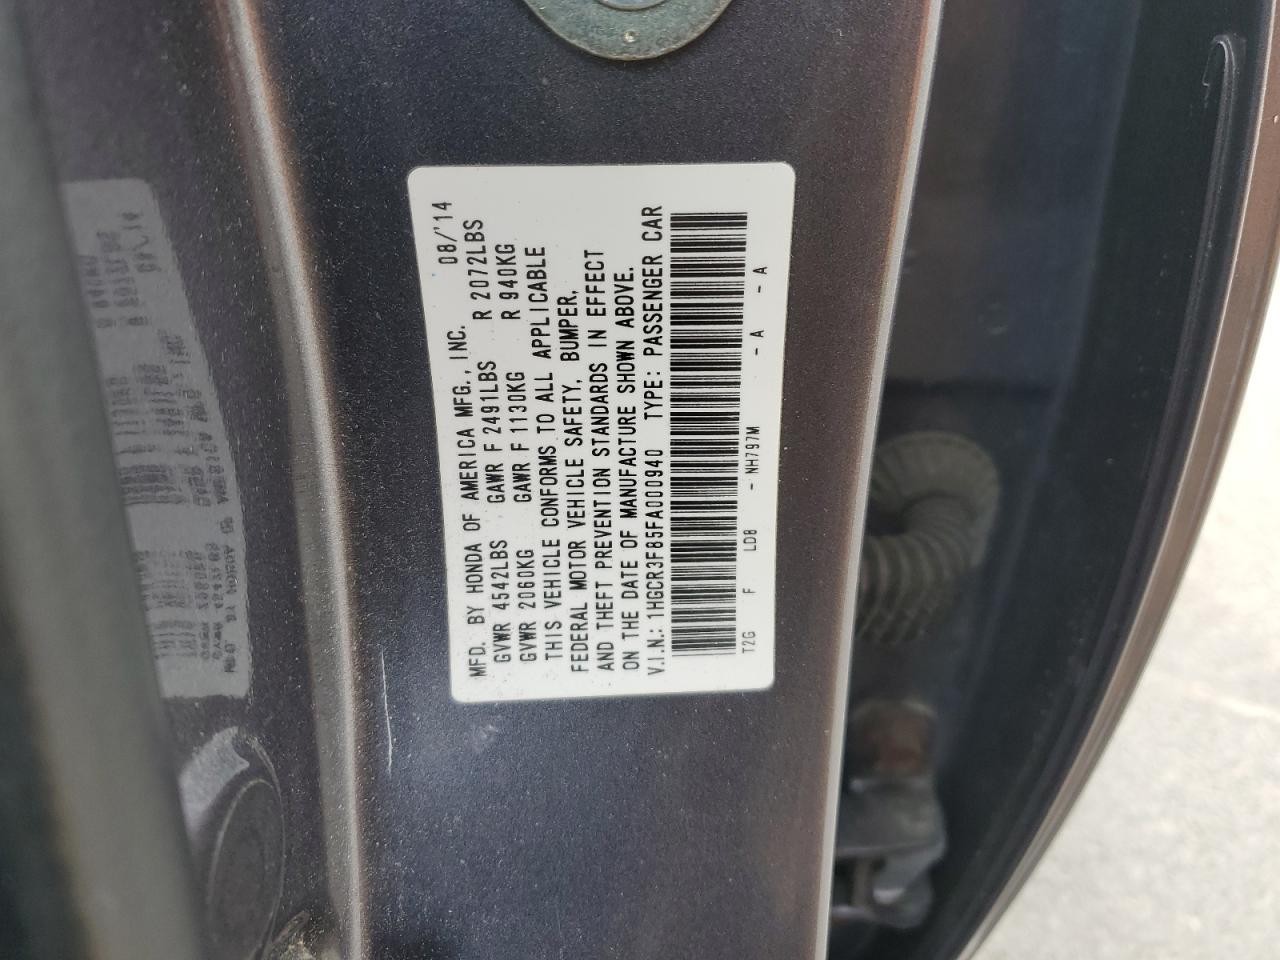 MFD. BY HONDA OF AMERICA MFG., INC. 08/'14
GVWR 4542LBS GAWR F 2491LBS R 2072LBS
GVWR 2060KG GAWR F 1130KG R 940KG
THIS VEHICLE CONFORMS TO ALL APPLICABLE
FEDERAL MOTOR VEHICLE SAFETY, BUMPER,
AND THEFT PREVENTION STANDARDS IN EFFECT
ON THE DATE OF MANUFACTURE SHOWN ABOVE.
V.I.N.: 1HGCR3F85FA000940 TYPE: PASSENGER CAR
T2G F LD8 - NH797M - A - A